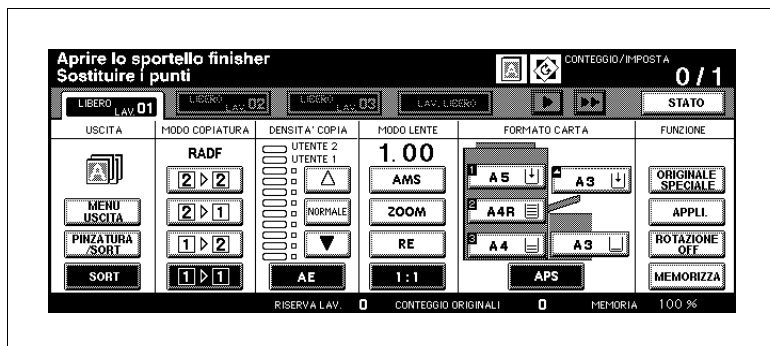 Aprire lo sportello finisher
Sostituire i punti
CONTEGGIO/IMPOSTA
0/1
LIBERO LAV. 01
LIBERO LAV. 02
LIBERO LAV. 03
LAV. LIBERO
STATO
USCITA
MODO COPIATURA
DENSITA' COPIA
MODO LENTE
FORMATO CARTA
FUNZIONE
RADF
UTENTE 2
UTENTE 1
1.00
2 ▷ 2
AMS
1 A5
A3
ORIGINALE SPECIALE
MENU USCITA
2 ▷ 1
NORMALE
ZOOM
2 A4R
APPLI.
PINZATURA /SORT
1 ▷ 2
RE
3 A4
A3
ROTAZIONE OFF
SORT
1 ▷ 1
AE
1:1
APS
MEMORIZZA
RISERVA LAV. 0 CONTEGGIO ORIGINALI 0 MEMORIA 100 %